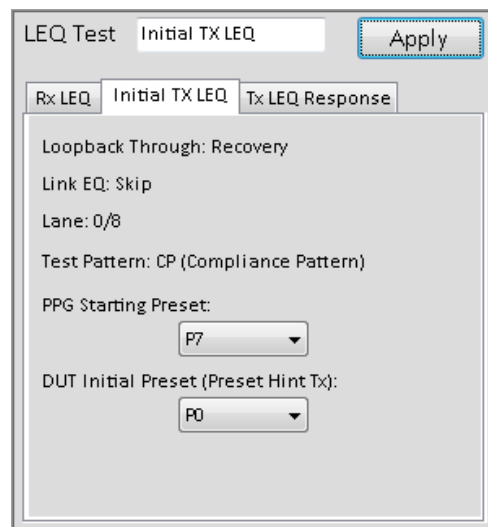 LEQ Test Initial TX LEQ Apply
Rx LEQ Initial TX LEQ Tx LEQ Response
Loopback Through: Recovery
Link EQ: Skip
Lane: 0/8
Test Pattern: CP (Compliance Pattern)
PPG Starting Preset:
P7
DUT Initial Preset (Preset Hint Tx):
P0